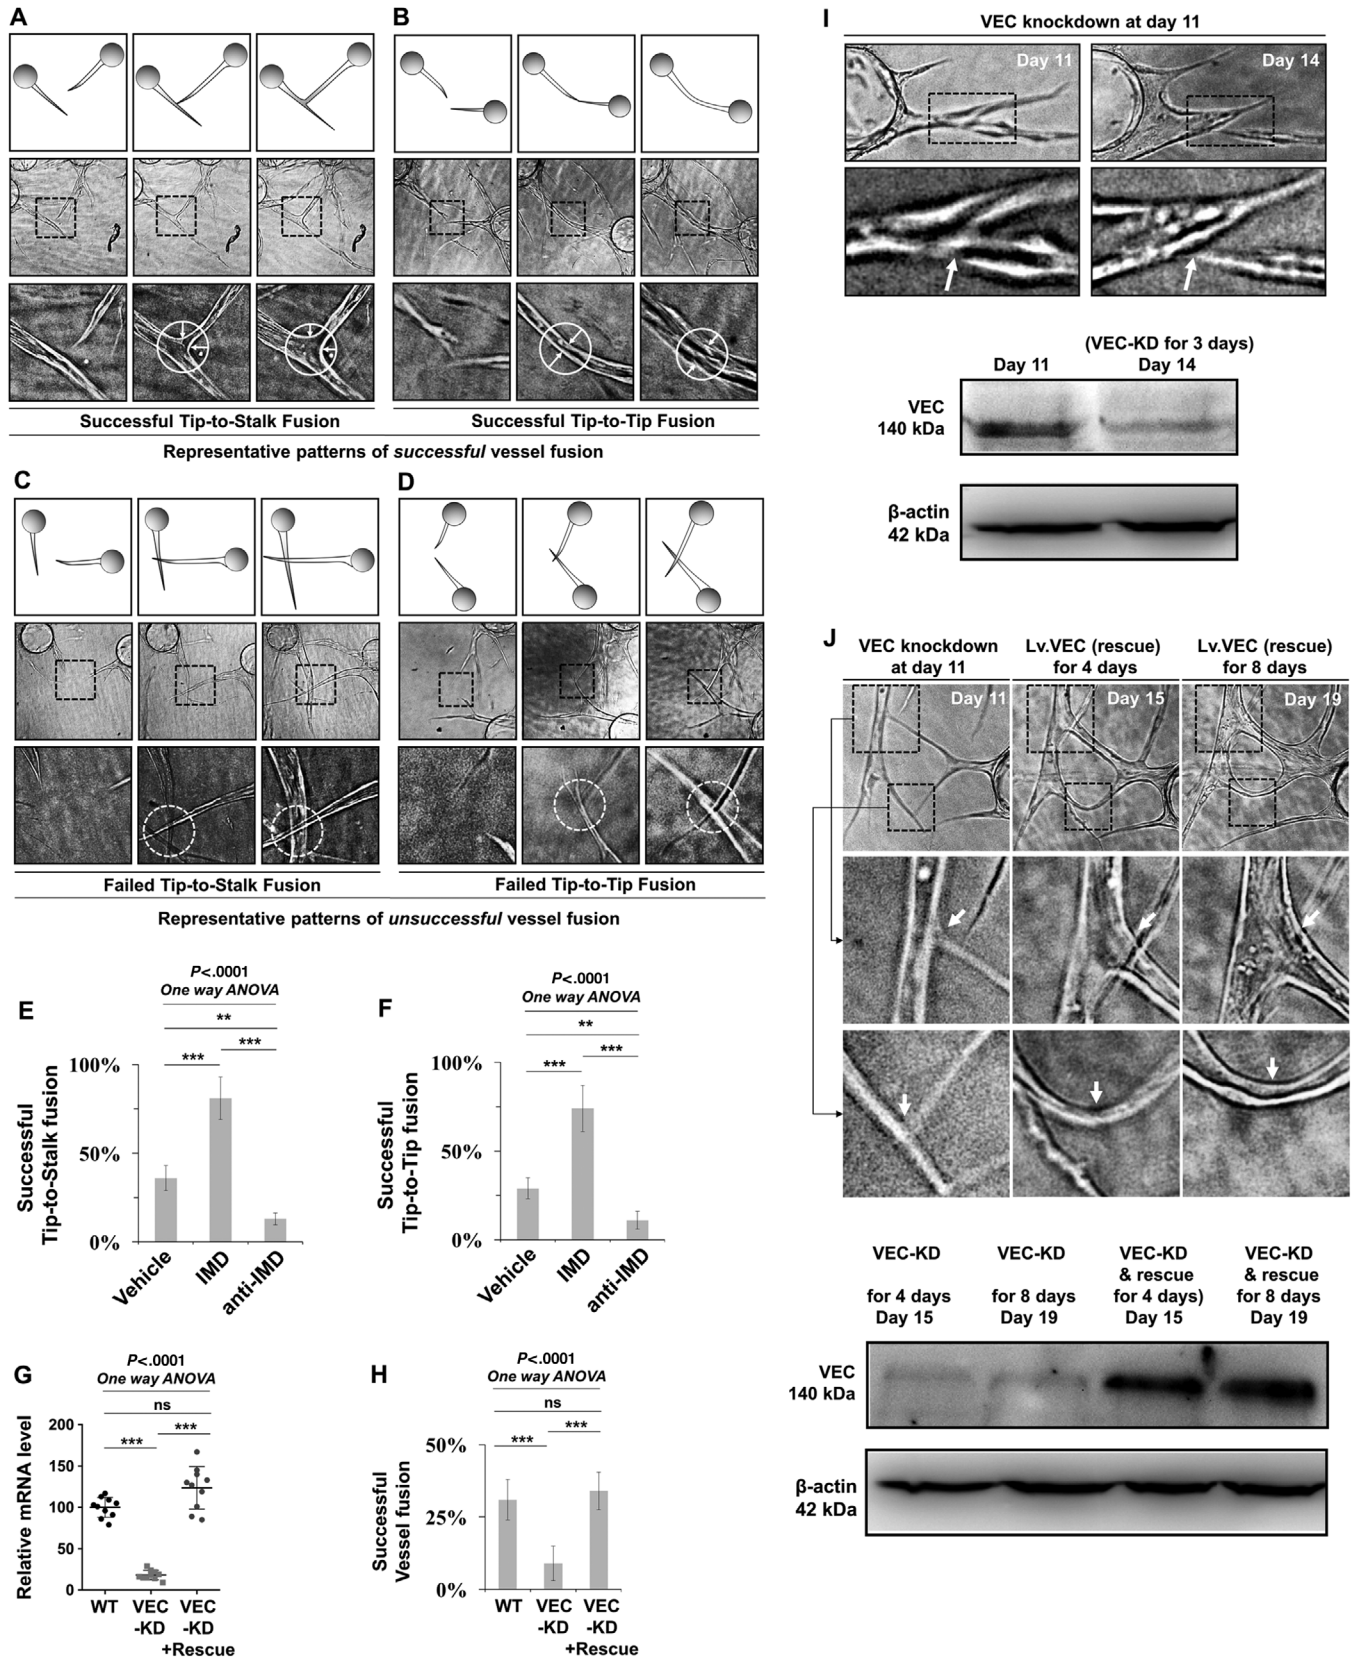 A
B
Successful Tip-to-Stalk Fusion
Successful Tip-to-Tip Fusion
Representative patterns of successful vessel fusion
C
D
Failed Tip-to-Stalk Fusion
Failed Tip-to-Tip Fusion
Representative patterns of unsuccessful vessel fusion
E
P<.0001
One way ANOVA
**
***
***
100%
50%
0%
Successful
Tip-to-Stalk fusion
Vehicle
IMD
anti-IMD
F
P<.0001
One way ANOVA
**
***
***
100%
50%
0%
Successful
Tip-to-Tip fusion
Vehicle
IMD
anti-IMD
G
P<.0001
One way ANOVA
ns
***
***
200
150
100
50
0
Relative mRNA level
WT
VEC
-KD
VEC
-KD
+Rescue
H
P<.0001
One way ANOVA
ns
***
***
50%
25%
0%
Successful
Vessel fusion
WT
VEC
-KD
VEC
-KD
+Rescue
I
VEC knockdown at day 11
Day 11
Day 14
(VEC-KD for 3 days)
Day 11
Day 14
VEC
140 kDa
β-actin
42 kDa
J
VEC knockdown
at day 11
Lv.VEC (rescue)
for 4 days
Lv.VEC (rescue)
for 8 days
Day 11
Day 15
Day 19
VEC-KD
for 4 days
Day 15
VEC-KD
for 8 days
Day 19
VEC-KD
& rescue
for 4 days)
Day 15
VEC-KD
& rescue
for 8 days
Day 19
VEC
140 kDa
β-actin
42 kDa